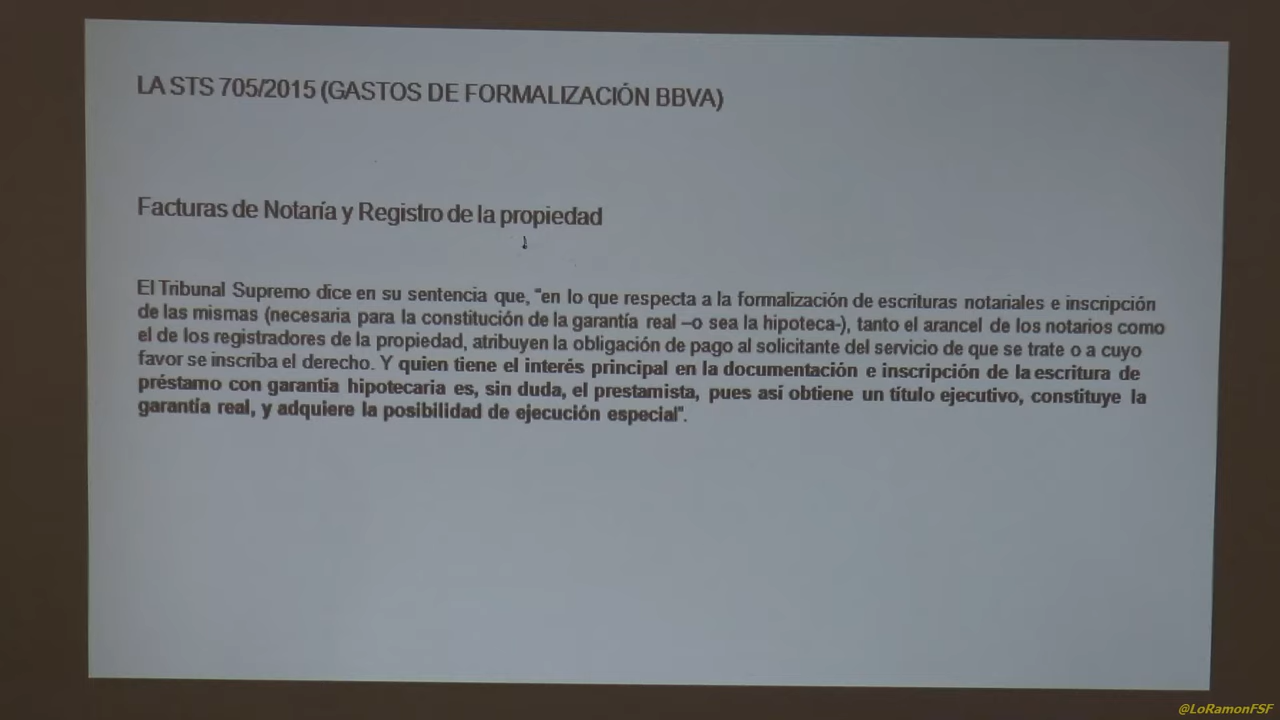 LA STS 705/2015 (GASTOS DE FORMALIZACIÓN BBVA)
Facturas de Notaría y Registro de la propiedad
El Tribunal Supremo dice en su sentencia que, "en lo que respecta a la formalización de escrituras notariales e inscripción
de las mismas (necesaria para la constitución de la garantía real –o sea la hipoteca-), tanto el arancel de los notarios como
el de los registradores de la propiedad, atribuyen la obligación de pago al solicitante del servicio de que se trate o a cuyo
favor se inscriba el derecho. Y quien tiene el interés principal en la documentación e inscripción de la escritura de
préstamo con garantía hipotecaria es, sin duda, el prestamista, pues así obtiene un título ejecutivo, constituye la
garantía real, y adquiere la posibilidad de ejecución especial".
@LoRamonFSF